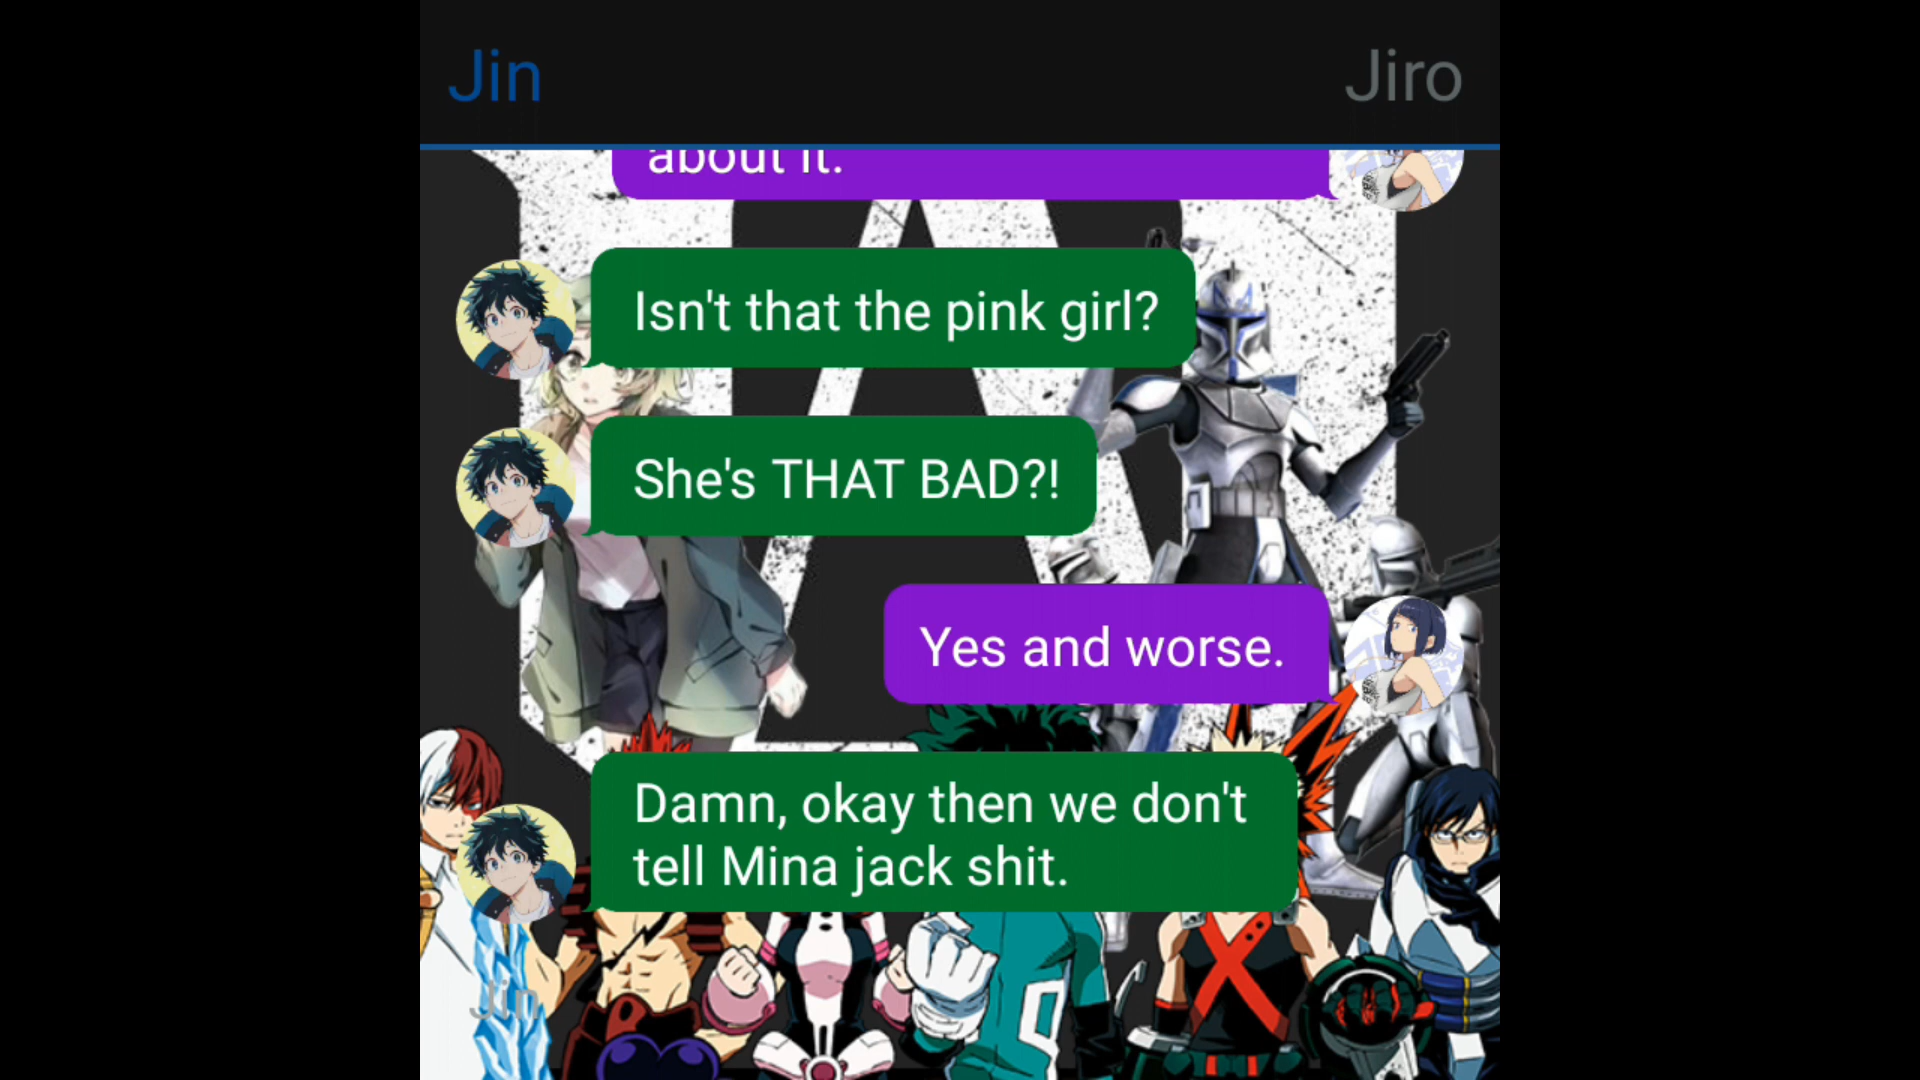 Jin
Jiro
about it.
Isn't that the pink girl?
She's THAT BAD?!
Yes and worse.
Damn, okay then we don't
tell Mina jack shit.
Jin